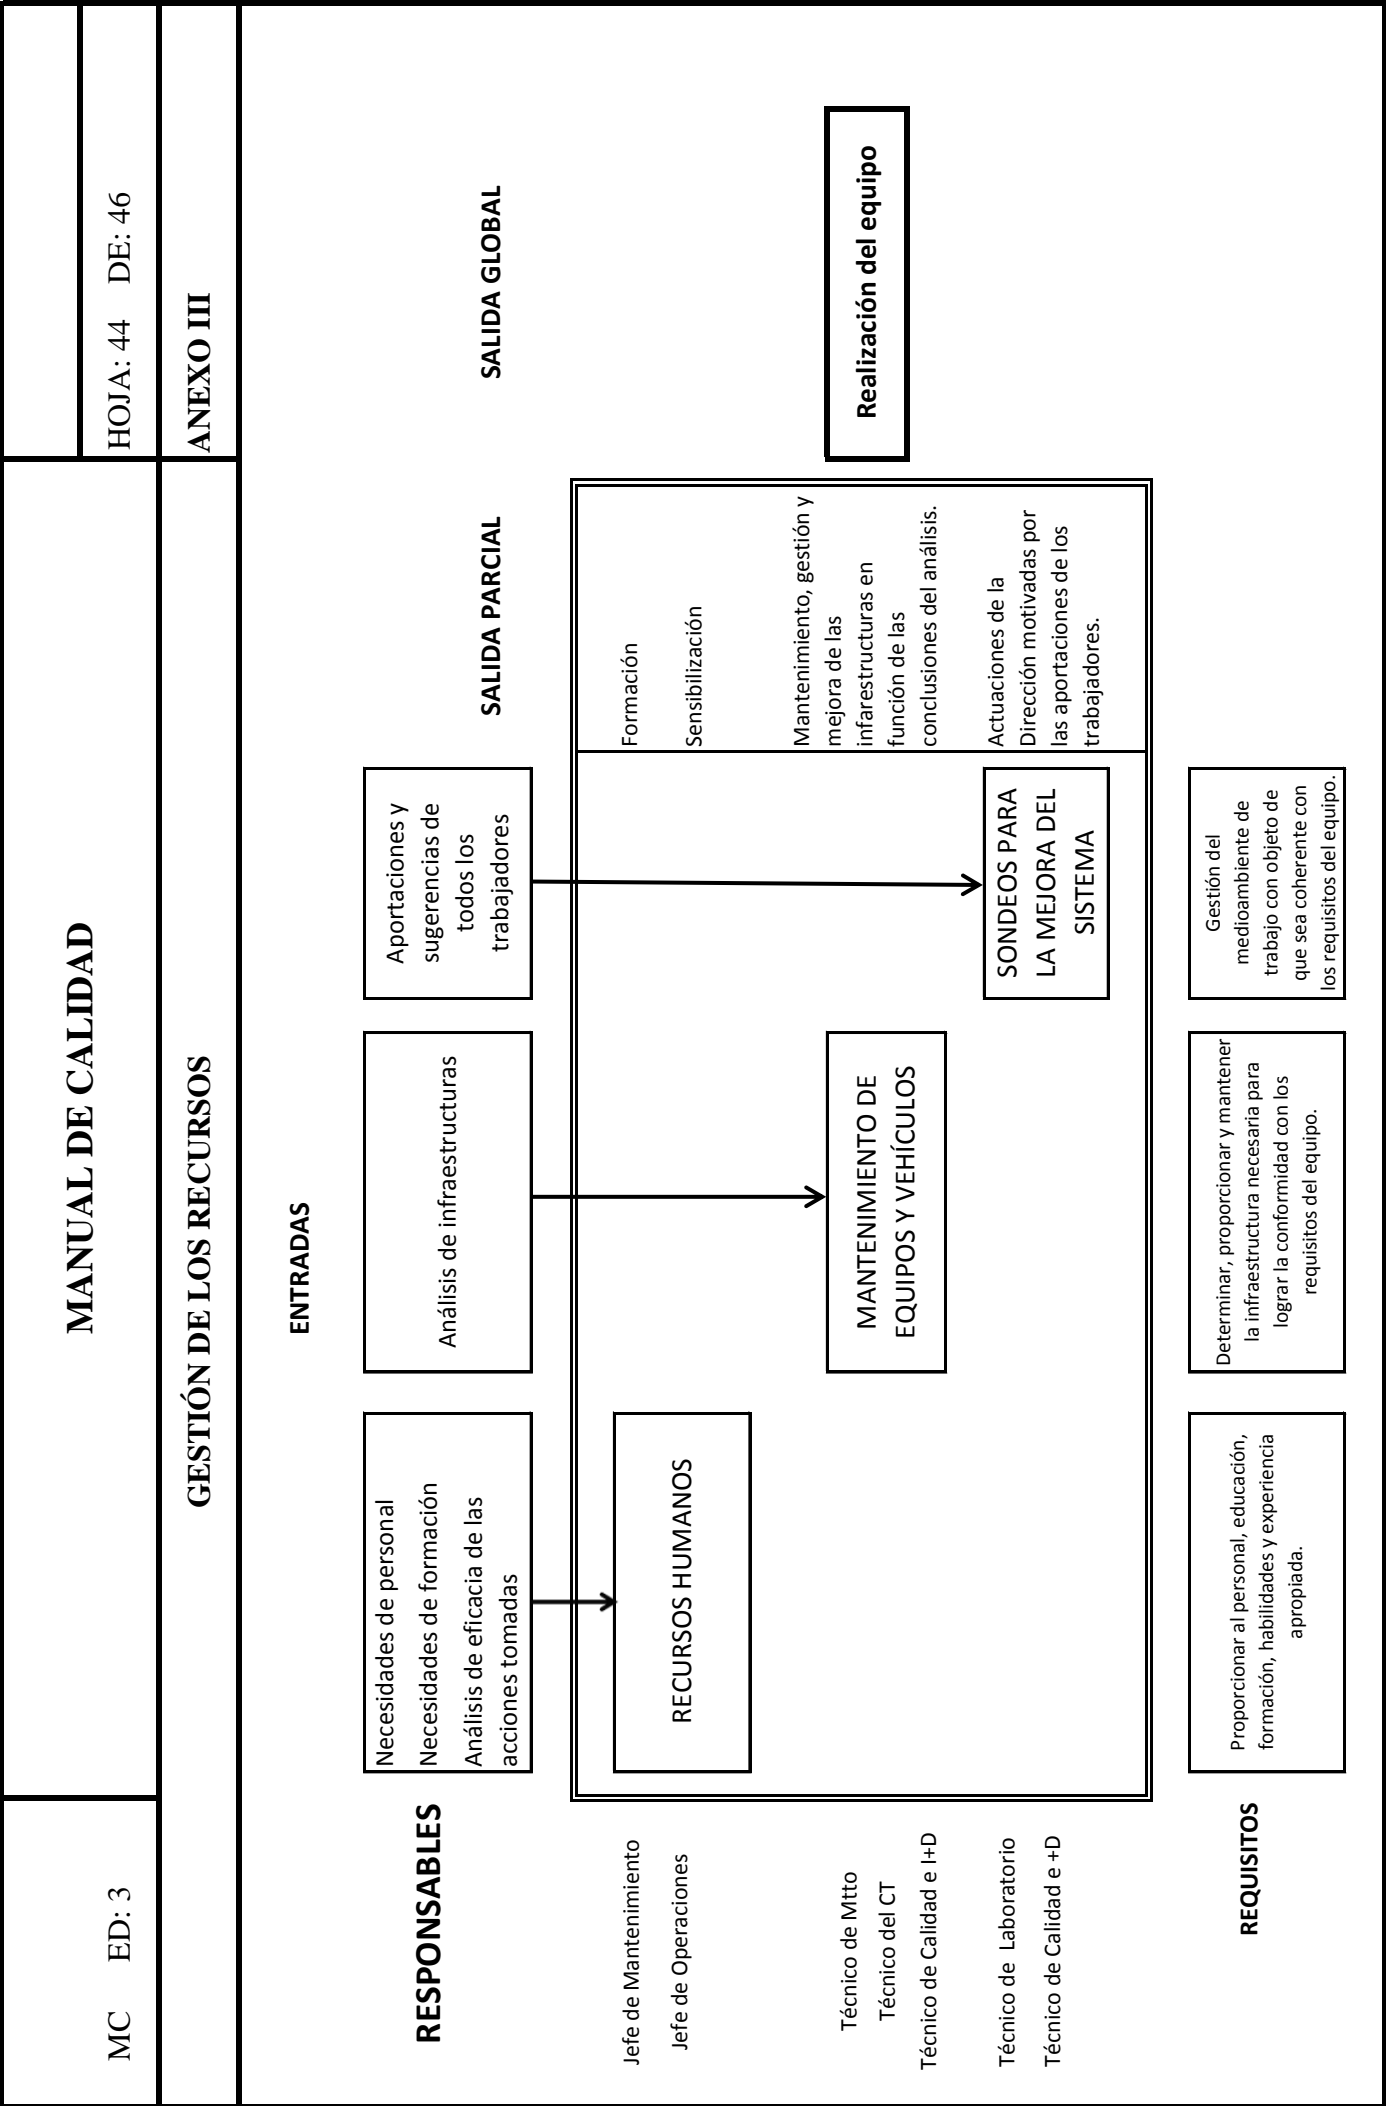 MANUAL DE CALIDAD
MC ED: 3
HOJA: 44 DE: 46
GESTIÓN DE LOS RECURSOS
ANEXO III
ENTRADAS
RESPONSABLES
Necesidades de personal
Necesidades de formación
Análisis de eficacia de las
acciones tomadas
Análisis de infraestructuras
Aportaciones y
sugerencias de
todos los
trabajadores
SALIDA PARCIAL
SALIDA GLOBAL
Jefe de Mantenimiento
Jefe de Operaciones
RECURSOS HUMANOS
Formación
Sensibilización
Técnico de Mtto
Técnico del CT
Técnico de Calidad e I+D
MANTENIMIENTO DE
EQUIPOS Y VEHÍCULOS
Mantenimiento, gestión y
mejora de las
infarestructuras en
función de las
conclusiones del análisis.
Realización del equipo
Técnico de Laboratorio
Técnico de Calidad e +D
SONDEOS PARA
LA MEJORA DEL
SISTEMA
Actuaciones de la
Dirección motivadas por
las aportaciones de los
trabajadores.
REQUISITOS
Proporcionar al personal, educación,
formación, habilidades y experiencia
apropiada.
Determinar, proporcionar y mantener
la infraestructura necesaria para
lograr la conformidad con los
requisitos del equipo.
Gestión del
medioambiente de
trabajo con objeto de
que sea coherente con
los requisitos del equipo.